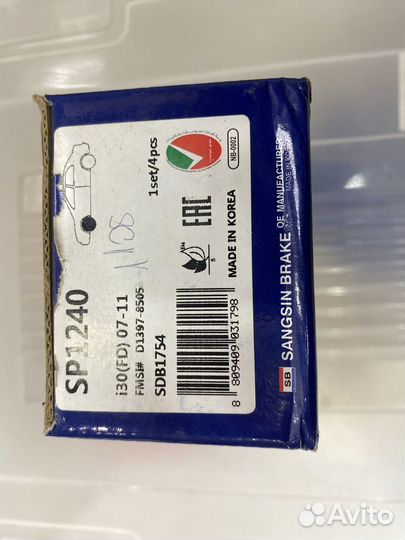 SP1240
i30(FD) 07-11
FMSI# D1397-8505
SDB1754
1set/4pcs
EAC
MADE IN KOREA
NB-0002
8 809409 031798
SB SANGSIN BRAKE OE MANUFACTURER
Avito